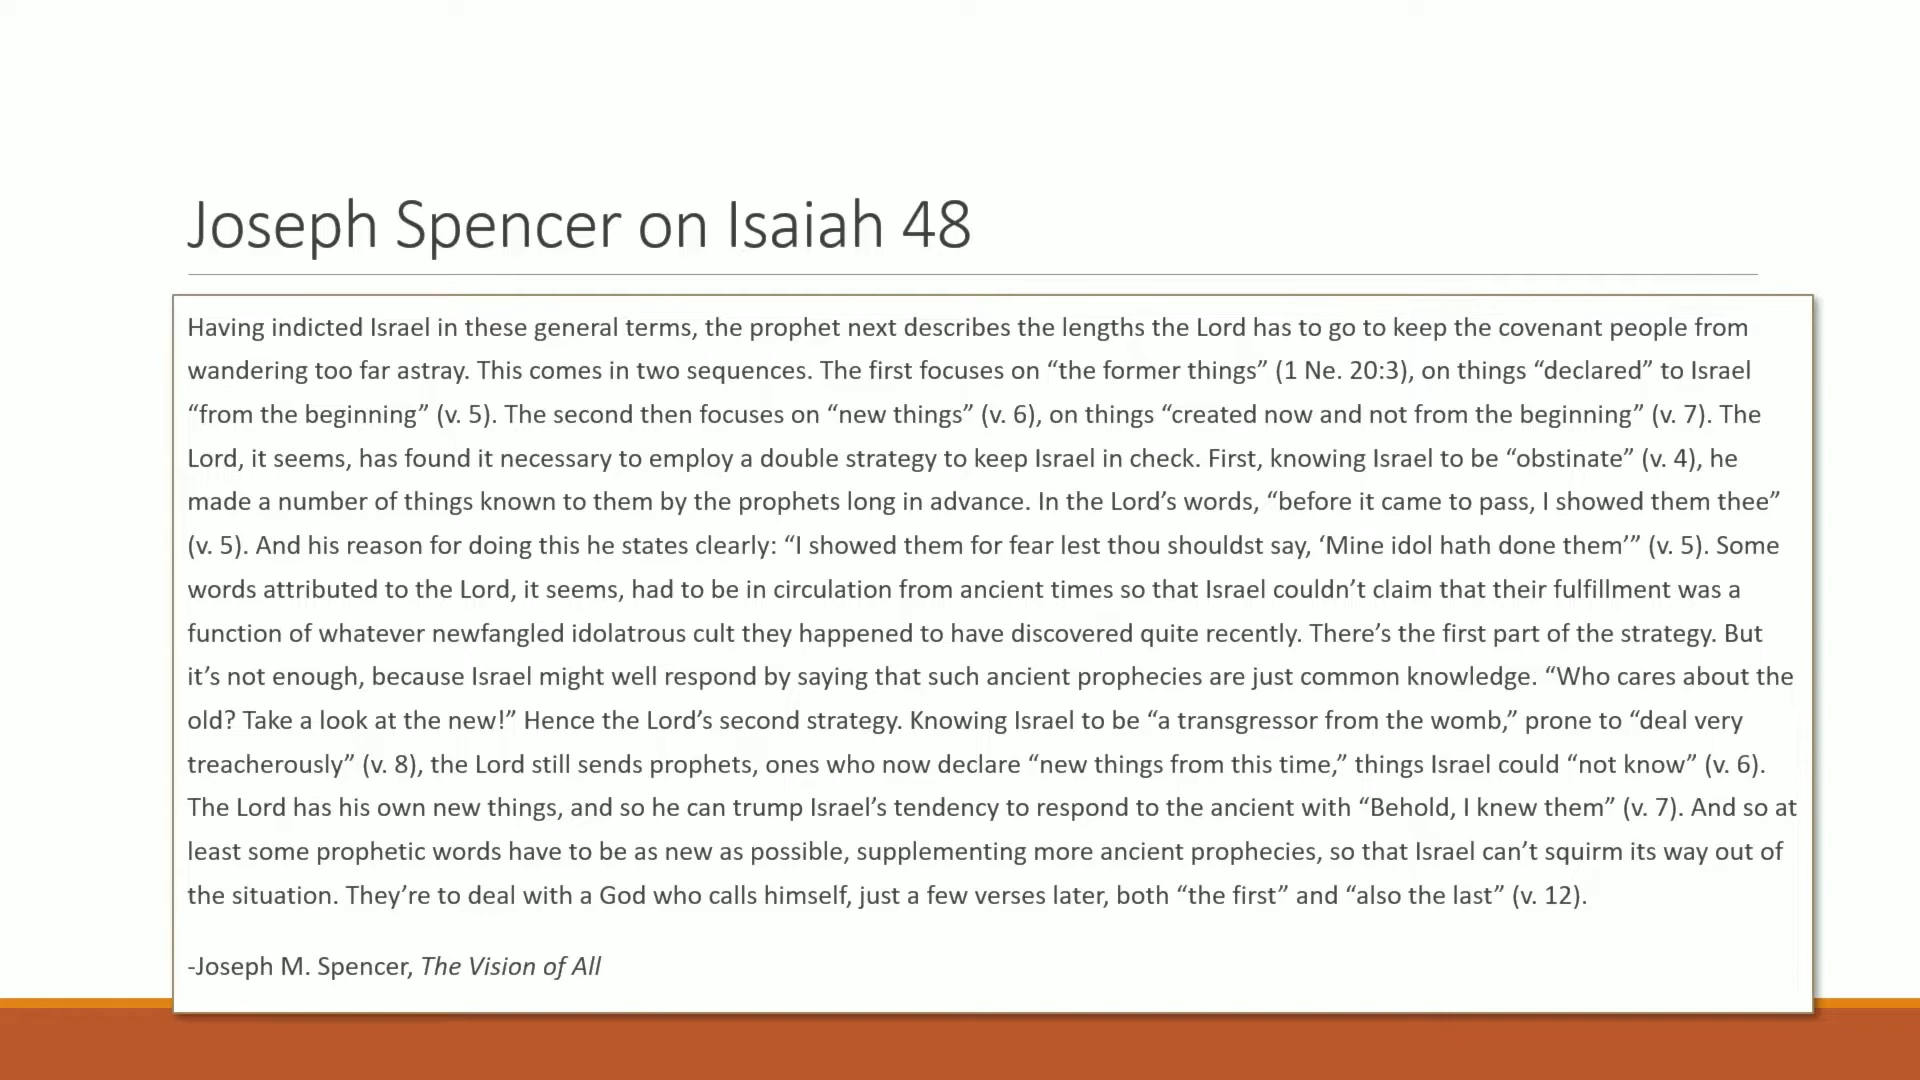 Joseph Spencer on Isaiah 48
Having indicted Israel in these general terms, the prophet next describes the lengths the Lord has to go to keep the covenant people from
wandering too far astray. This comes in two sequences. The first focuses on “the former things” (1 Ne. 20:3), on things “declared” to Israel
“from the beginning” (v. 5). The second then focuses on “new things” (v. 6), on things “created now and not from the beginning” (v. 7). The
Lord, it seems, has found it necessary to employ a double strategy to keep Israel in check. First, knowing Israel to be “obstinate” (v. 4), he
made a number of things known to them by the prophets long in advance. In the Lord’s words, “before it came to pass, I showed them thee”
(v. 5). And his reason for doing this he states clearly: “I showed them for fear lest thou shouldst say, ‘Mine idol hath done them’” (v. 5). Some
words attributed to the Lord, it seems, had to be in circulation from ancient times so that Israel couldn’t claim that their fulfillment was a
function of whatever newfangled idolatrous cult they happened to have discovered quite recently. There’s the first part of the strategy. But
it’s not enough, because Israel might well respond by saying that such ancient prophecies are just common knowledge. “Who cares about the
old? Take a look at the new!” Hence the Lord’s second strategy. Knowing Israel to be “a transgressor from the womb,” prone to “deal very
treacherously” (v. 8), the Lord still sends prophets, ones who now declare “new things from this time,” things Israel could “not know” (v. 6).
The Lord has his own new things, and so he can trump Israel’s tendency to respond to the ancient with “Behold, I knew them” (v. 7). And so at
least some prophetic words have to be as new as possible, supplementing more ancient prophecies, so that Israel can’t squirm its way out of
the situation. They’re to deal with a God who calls himself, just a few verses later, both “the first” and “also the last” (v. 12).
-Joseph M. Spencer, The Vision of All